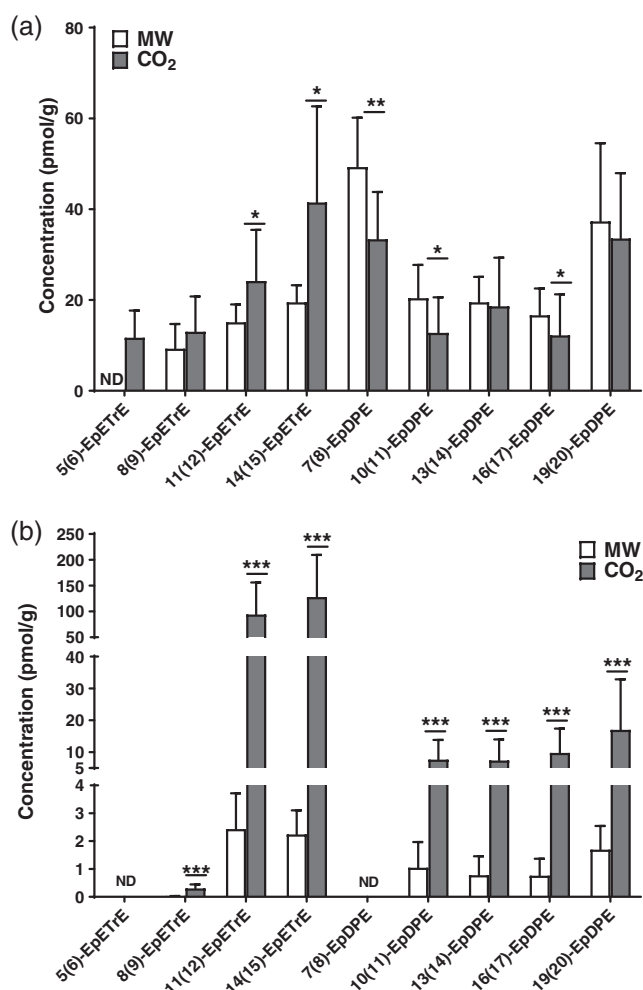 (a)
MW
CO₂
Concentration (pmol/g)
80
60
40
20
0
ND
*
*
**
*
*
5(6)-EpETrE
8(9)-EpETrE
11(12)-EpETrE
14(15)-EpETrE
7(8)-EpDPE
10(11)-EpDPE
13(14)-EpDPE
16(17)-EpDPE
19(20)-EpDPE
(b)
MW
CO₂
Concentration (pmol/g)
250
200
150
100
50
40
30
20
10
5
4
3
2
1
0
ND
***
***
***
ND
***
***
***
***
5(6)-EpETrE
8(9)-EpETrE
11(12)-EpETrE
14(15)-EpETrE
7(8)-EpDPE
10(11)-EpDPE
13(14)-EpDPE
16(17)-EpDPE
19(20)-EpDPE